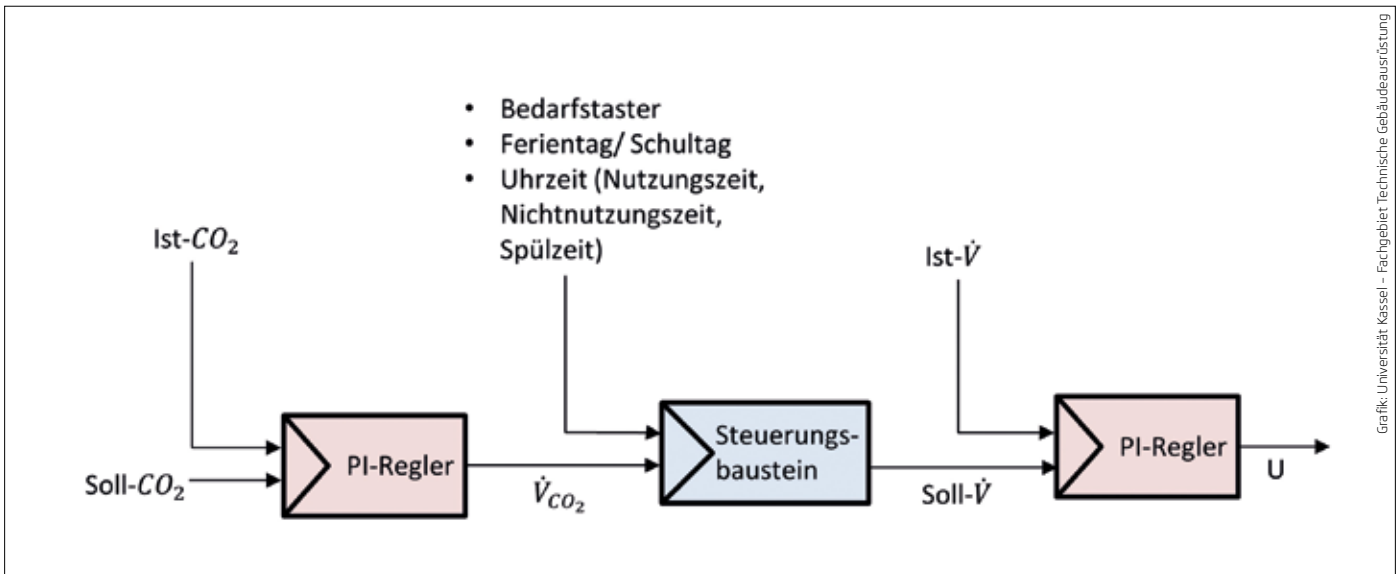 • Bedarfstaster
• Ferientag/ Schultag
• Uhrzeit (Nutzungszeit,
Nichtnutzungszeit,
Spülzeit)
Ist-CO₂
Ist-V̇
Soll-CO₂
PI-Regler
V̇_CO₂
Steuerungs-
baustein
Soll-V̇
PI-Regler
U
Grafik: Universität Kassel – Fachgebiet Technische Gebäudeausrüstung